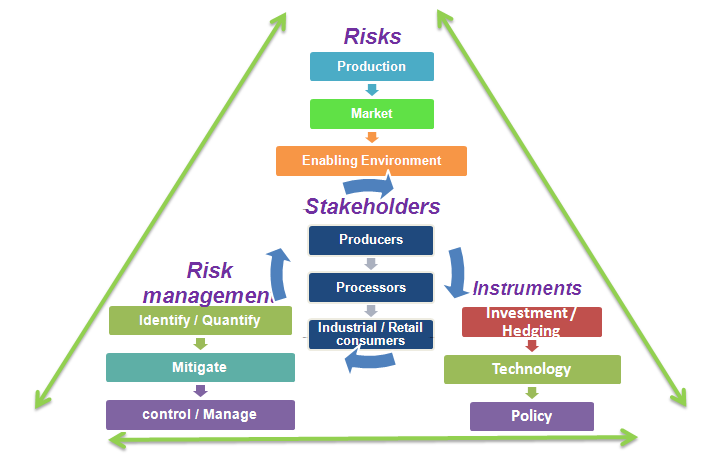 Risks
Production
Market
Enabling Environment
Stakeholders
Producers
Processors
Industrial / Retail
consumers
Risk
managemen
Identify / Quantify
Mitigate
control / Manage
Instruments
Investment /
Hedging
Technology
Policy